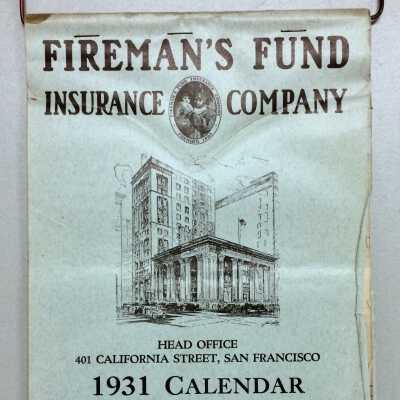 FIREMAN'S FUND
INSURANCE COMPANY
HEAD OFFICE
401 CALIFORNIA STREET, SAN FRANCISCO
1931 CALENDAR